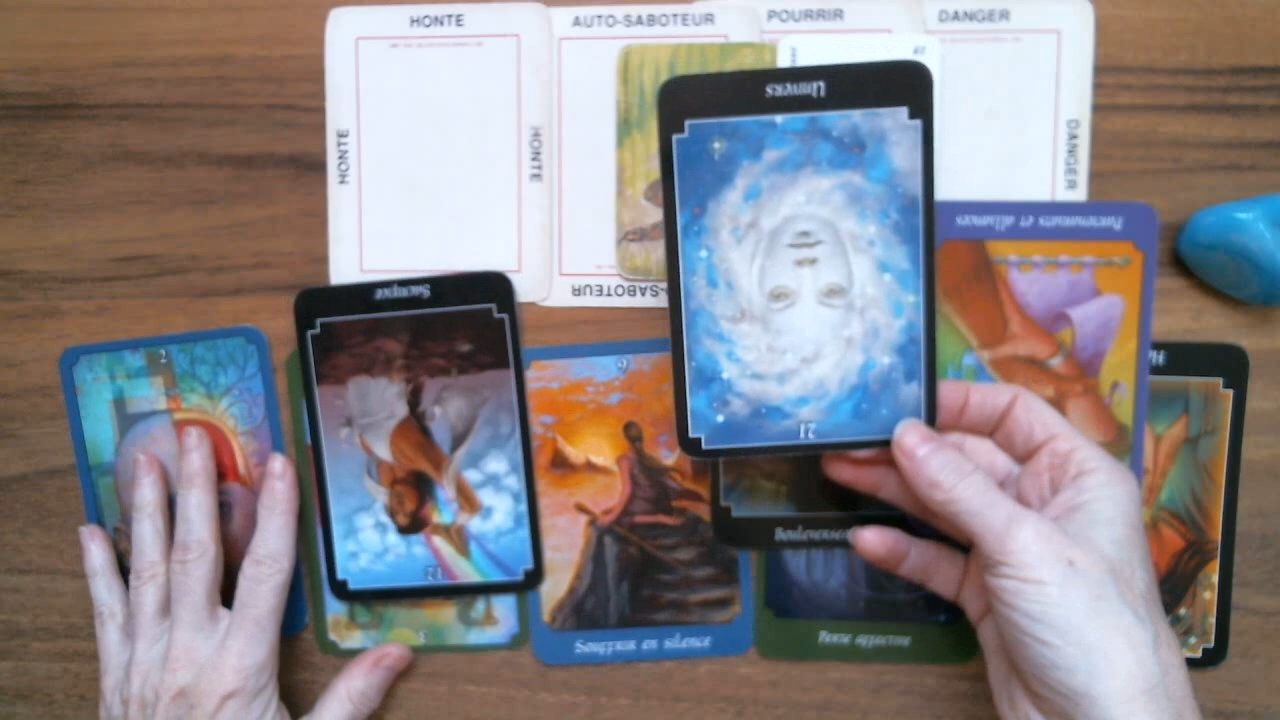 HONTE
AUTO-SABOTEUR
POURRIR
DANGER
HONTE
HONTE
DANGER
Univers
21
-SABOTEUR
Partenariats et alliances
Sacrifice
12
2
9
Souffrir en silence
3
Perte affective